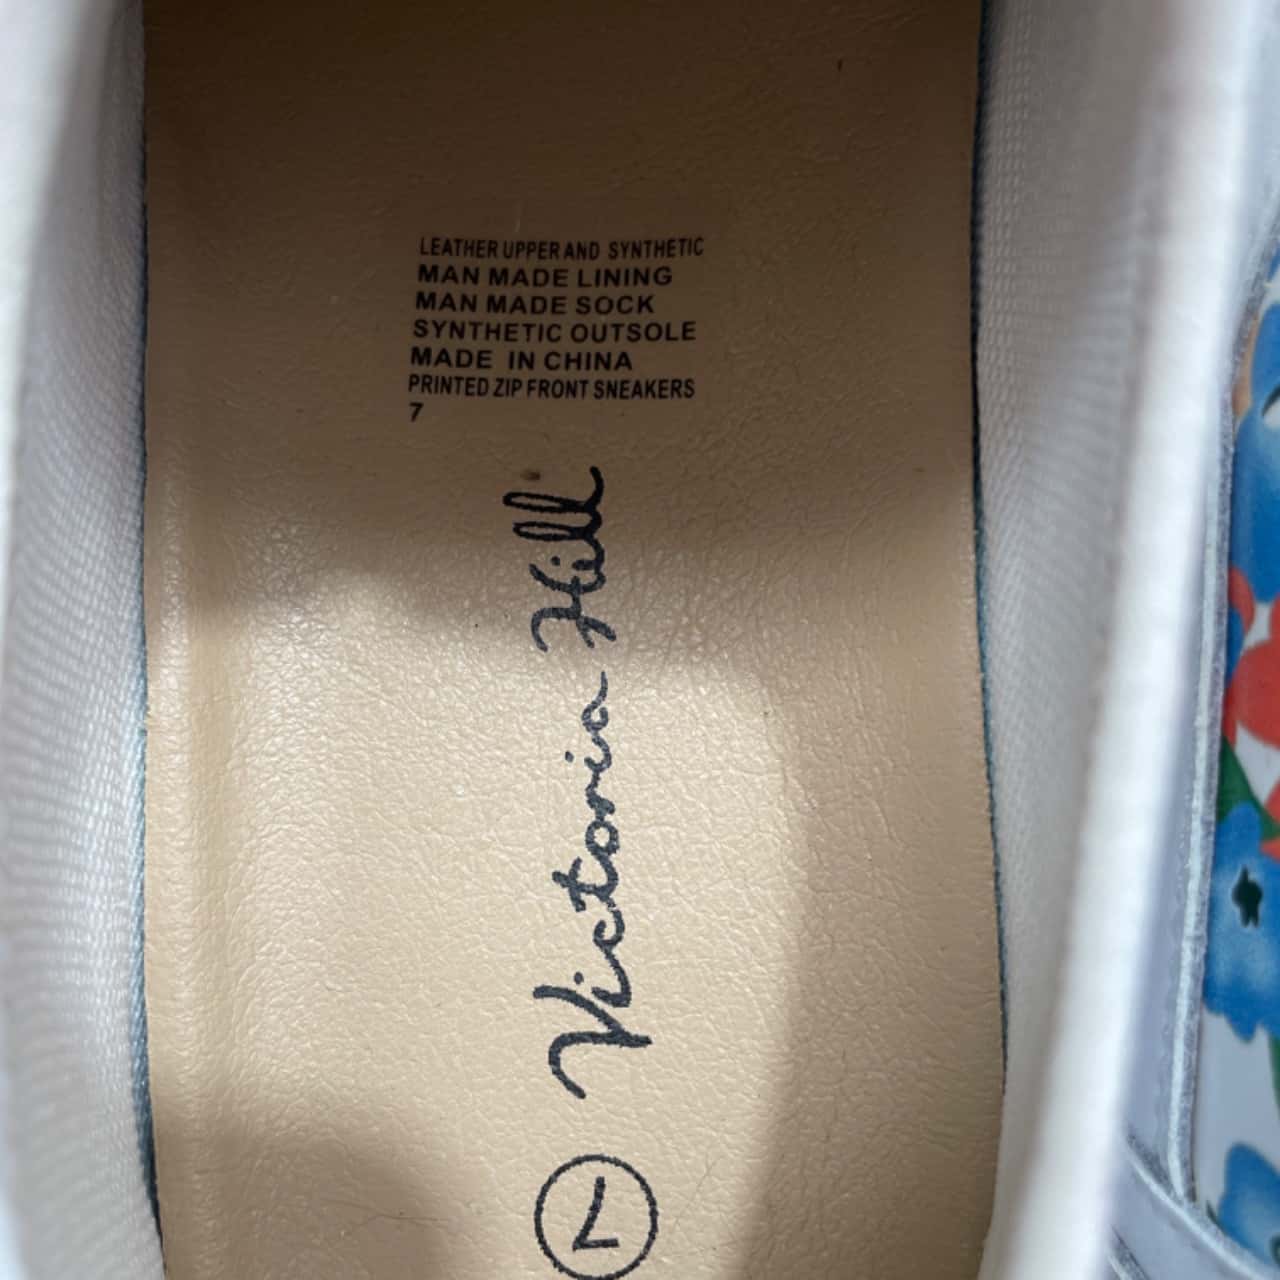 LEATHER UPPER AND SYNTHETIC
MAN MADE LINING
MAN MADE SOCK
SYNTHETIC OUTSOLE
MADE IN CHINA
PRINTED ZIP FRONT SNEAKERS
7
Victoria Hill
7